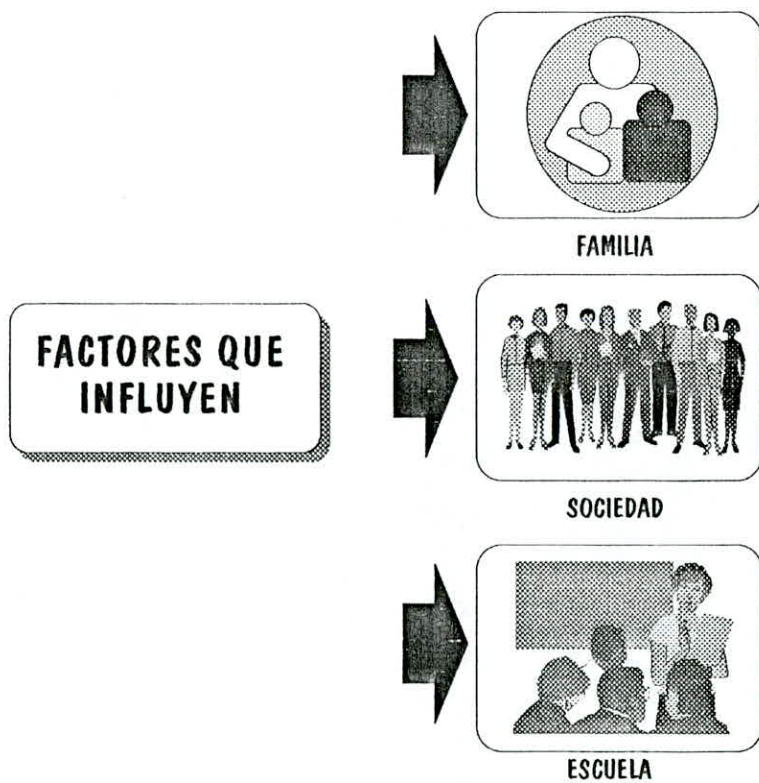 FAMILIA
FACTORES QUE
INFLUYEN
SOCIEDAD
ESCUELA